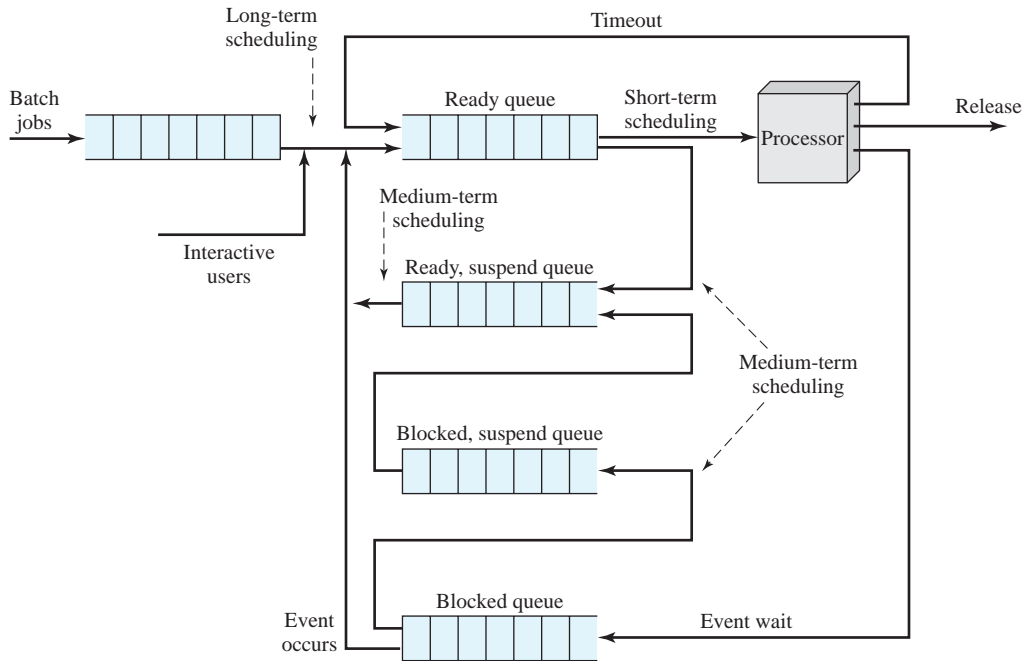 Timeout
Long-term
scheduling
Batch
jobs
Ready queue
Short-term
scheduling
Processor
Release
Medium-term
scheduling
Interactive
users
Ready, suspend queue
Medium-term
scheduling
Blocked, suspend queue
Blocked queue
Event
occurs
Event wait